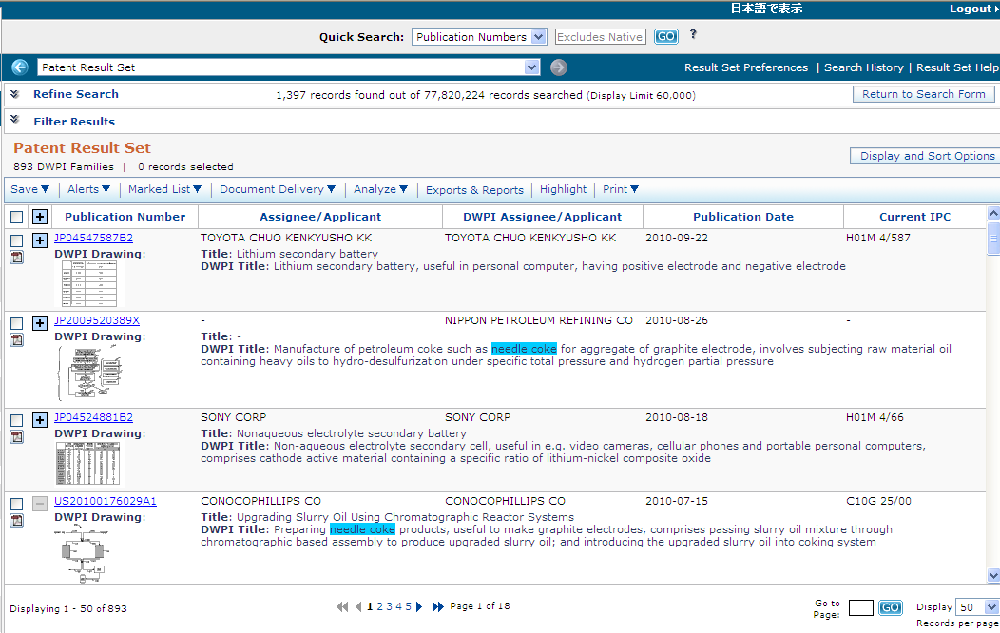 日本語で表示 Logout
Quick Search: Publication Numbers Excludes Native GO ?
Patent Result Set Result Set Preferences | Search History | Result Set Help
Refine Search 1,397 records found out of 77,820,224 records searched (Display Limit 60,000) Return to Search Form
Filter Results
Patent Result Set
893 DWPI Families | 0 records selected Display and Sort Options
Save | Alerts | Marked List | Document Delivery | Analyze | Exports & Reports | Highlight | Print
Publication Number Assignee/Applicant DWPI Assignee/Applicant Publication Date Current IPC
JP04547587B2 TOYOTA CHUO KENKYUSHO KK TOYOTA CHUO KENKYUSHO KK 2010-09-22 H01M 4/587
DWPI Drawing: Title: Lithium secondary battery
DWPI Title: Lithium secondary battery, useful in personal computer, having positive electrode and negative electrode
JP2009520389X - NIPPON PETROLEUM REFINING CO 2010-08-26 -
DWPI Drawing: Title: -
DWPI Title: Manufacture of petroleum coke such as needle coke for aggregate of graphite electrode, involves subjecting raw material oil
containing heavy oils to hydro-desulfurization under specific total pressure and hydrogen partial pressure
JP04524881B2 SONY CORP SONY CORP 2010-08-18 H01M 4/66
DWPI Drawing: Title: Nonaqueous electrolyte secondary battery
DWPI Title: Non-aqueous electrolyte secondary cell, useful in e.g. video cameras, cellular phones and portable personal computers,
comprises cathode active material containing a specific ratio of lithium-nickel composite oxide
US20100176029A1 CONOCOPHILLIPS CO CONOCOPHILLIPS CO 2010-07-15 C10G 25/00
DWPI Drawing: Title: Upgrading Slurry Oil Using Chromatographic Reactor Systems
DWPI Title: Preparing needle coke products, useful to make graphite electrodes, comprises passing slurry oil mixture through
chromatographic based assembly to produce upgraded slurry oil; and introducing the upgraded slurry oil into coking system
Displaying 1 - 50 of 893 1 2 3 4 5 Page 1 of 18 Go to Page: GO Display 50 Records per page